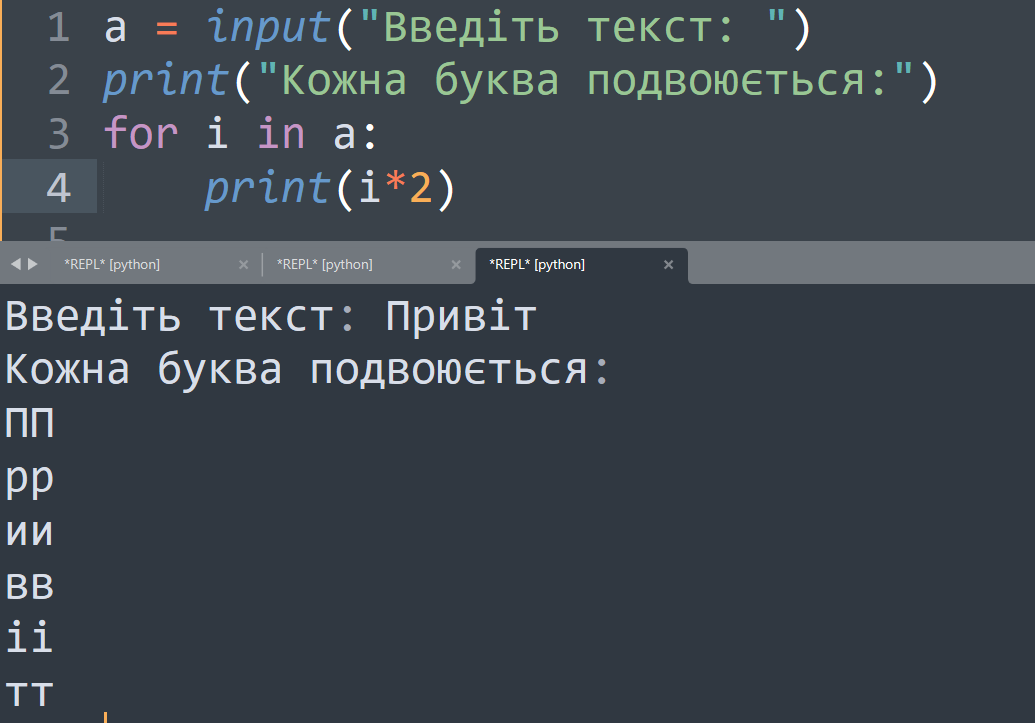 1 a = input("Введіть текст: ")
2 print("Кожна буква подвоюється:")
3 for i in a:
4     print(i*2)
5
*REPL* [python] × *REPL* [python] × *REPL* [python] ×
Введіть текст: Привіт
Кожна буква подвоюється:
ПП
рр
ии
вв
іі
тт